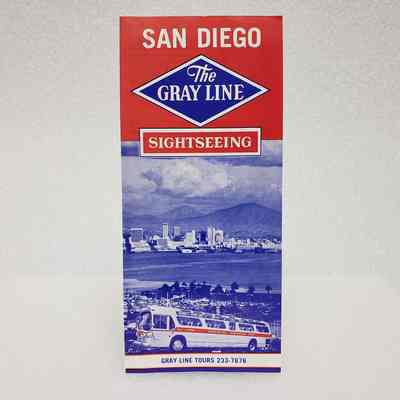 SAN DIEGO
The
GRAY LINE
SIGHTSEEING
GRAY LINE TOURS 233-7676